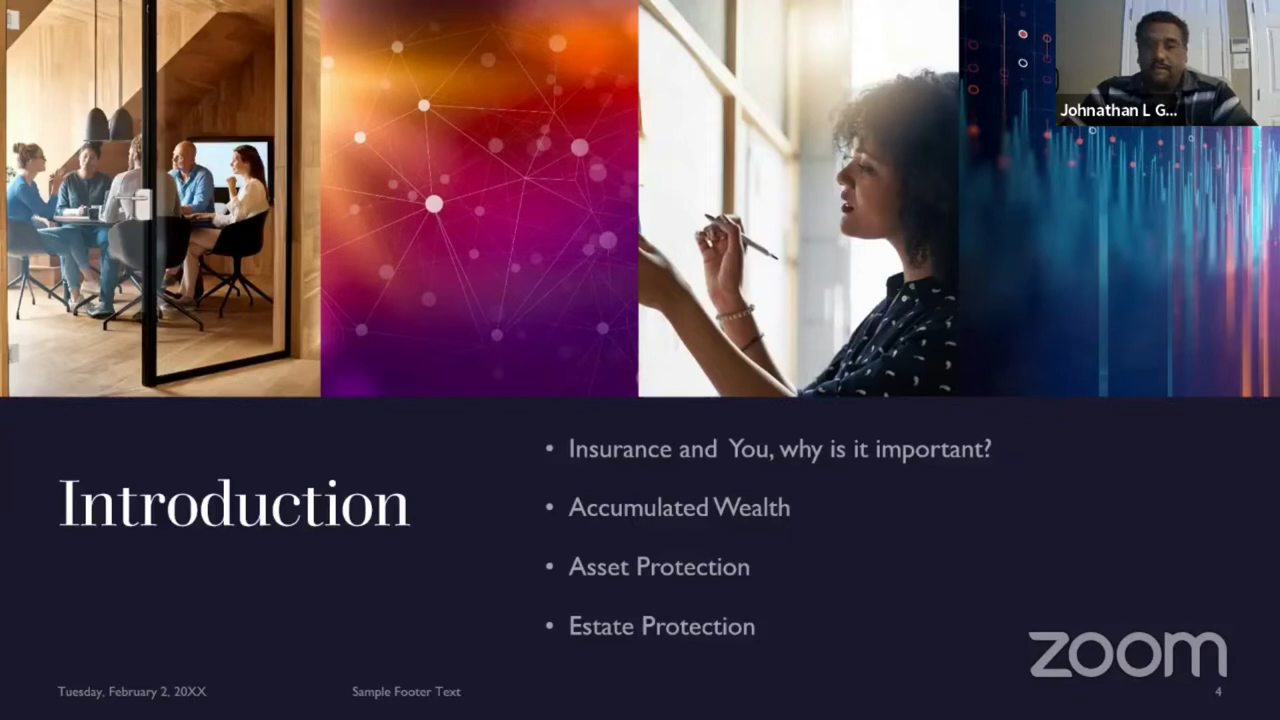 Johnathan L G...
Introduction
• Insurance and You, why is it important?
• Accumulated Wealth
• Asset Protection
• Estate Protection
zoom
Tuesday, February 2, 20XX
Sample Footer Text
4